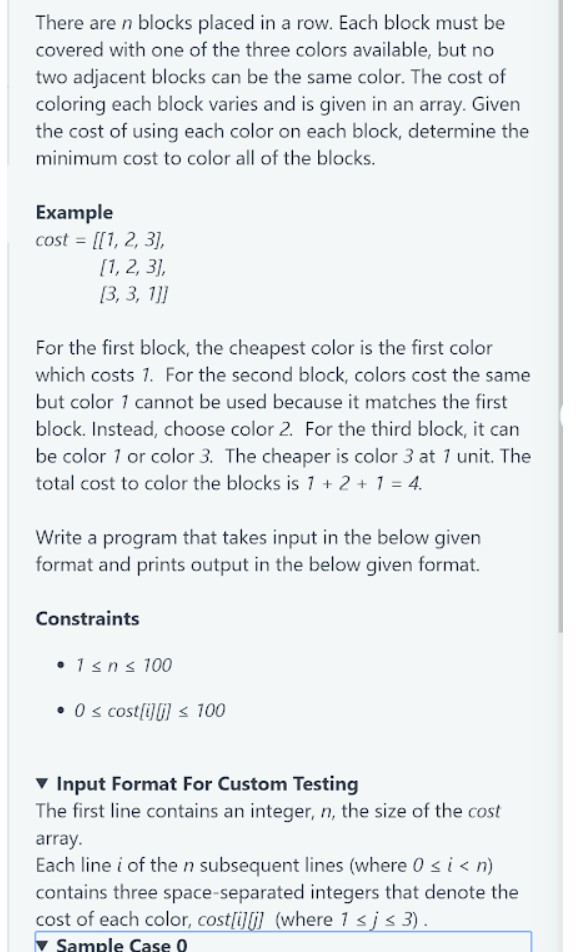 There are n blocks placed in a row. Each block must be
covered with one of the three colors available, but no
two adjacent blocks can be the same color. The cost of
coloring each block varies and is given in an array. Given
the cost of using each color on each block, determine the
minimum cost to color all of the blocks.
Example
cost = [[1, 2, 3],
[1, 2, 3],
[3, 3, 1]]
For the first block, the cheapest color is the first color
which costs 1. For the second block, colors cost the same
but color 1 cannot be used because it matches the first
block. Instead, choose color 2. For the third block, it can
be color 1 or color 3. The cheaper is color 3 at 1 unit. The
total cost to color the blocks is 1 + 2 + 1 = 4.
Write a program that takes input in the below given
format and prints output in the below given format.
Constraints
• 1 ≤ n ≤ 100
• 0 ≤ cost[i][j] ≤ 100
▼ Input Format For Custom Testing
The first line contains an integer, n, the size of the cost
array.
Each line i of the n subsequent lines (where 0 ≤ i < n)
contains three space-separated integers that denote the
cost of each color, cost[i][j] (where 1 ≤ j ≤ 3) .
▼ Sample Case 0